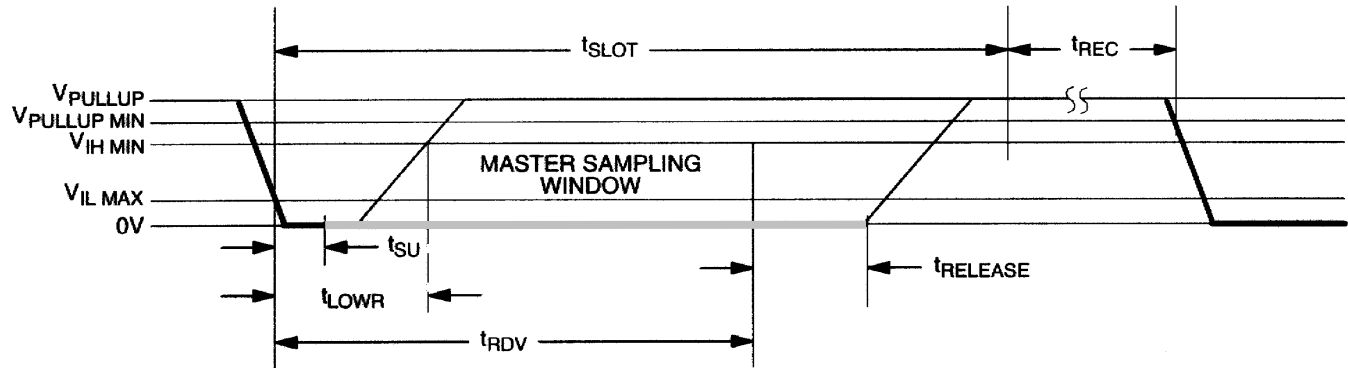 tSLOT
tREC
VPULLUP
VPULLUP MIN
VIH MIN
MASTER SAMPLING
WINDOW
VIL MAX
0V
tSU
tRELEASE
tLOWR
tRDV